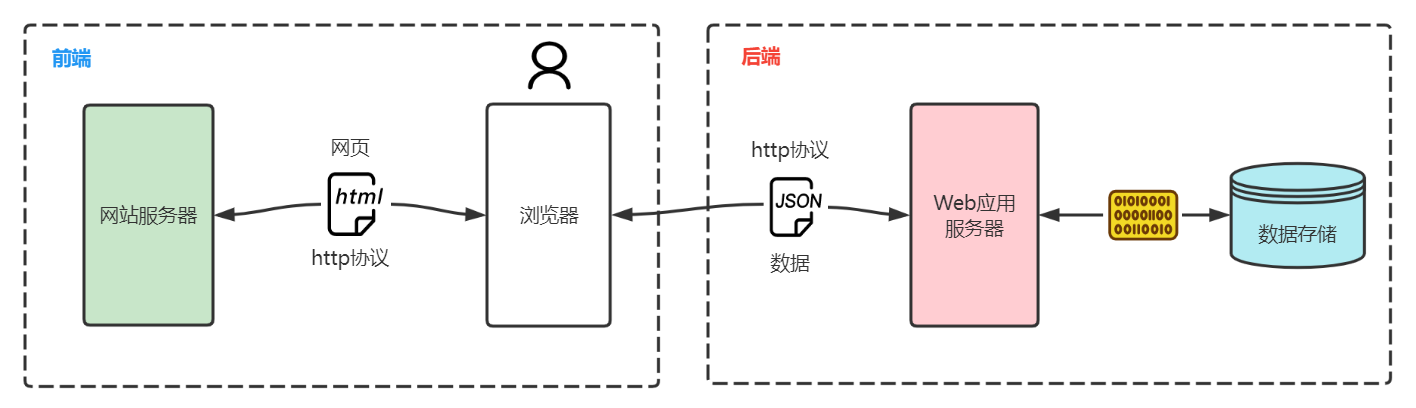 前端
网页
html
http协议
网站服务器
浏览器
后端
http协议
JSON
数据
Web应用
服务器
01010001
00001100
00110010
数据存储